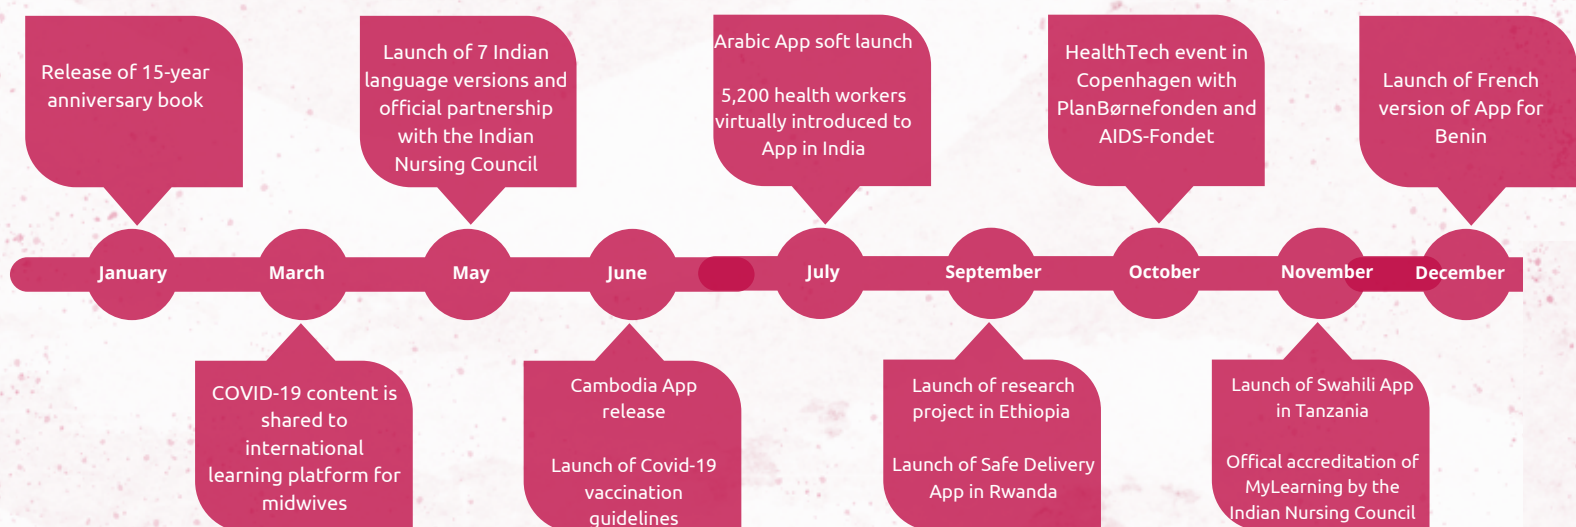 Release of 15-year
anniversary book
Launch of 7 Indian
language versions and
official partnership
with the Indian
Nursing Council
Arabic App soft launch
5,200 health workers
virtually introduced to
App in India
HealthTech event in
Copenhagen with
PlanBørnefonden and
AIDS-Fondet
Launch of French
version of App for
Benin
January
March
May
June
July
September
October
November
December
COVID-19 content is
shared to
international
learning platform for
midwives
Cambodia App
release
Launch of Covid-19
vaccination
guidelines
Launch of research
project in Ethiopia
Launch of Safe Delivery
App in Rwanda
Launch of Swahili App
in Tanzania
Offical accreditation of
MyLearning by the
Indian Nursing Council